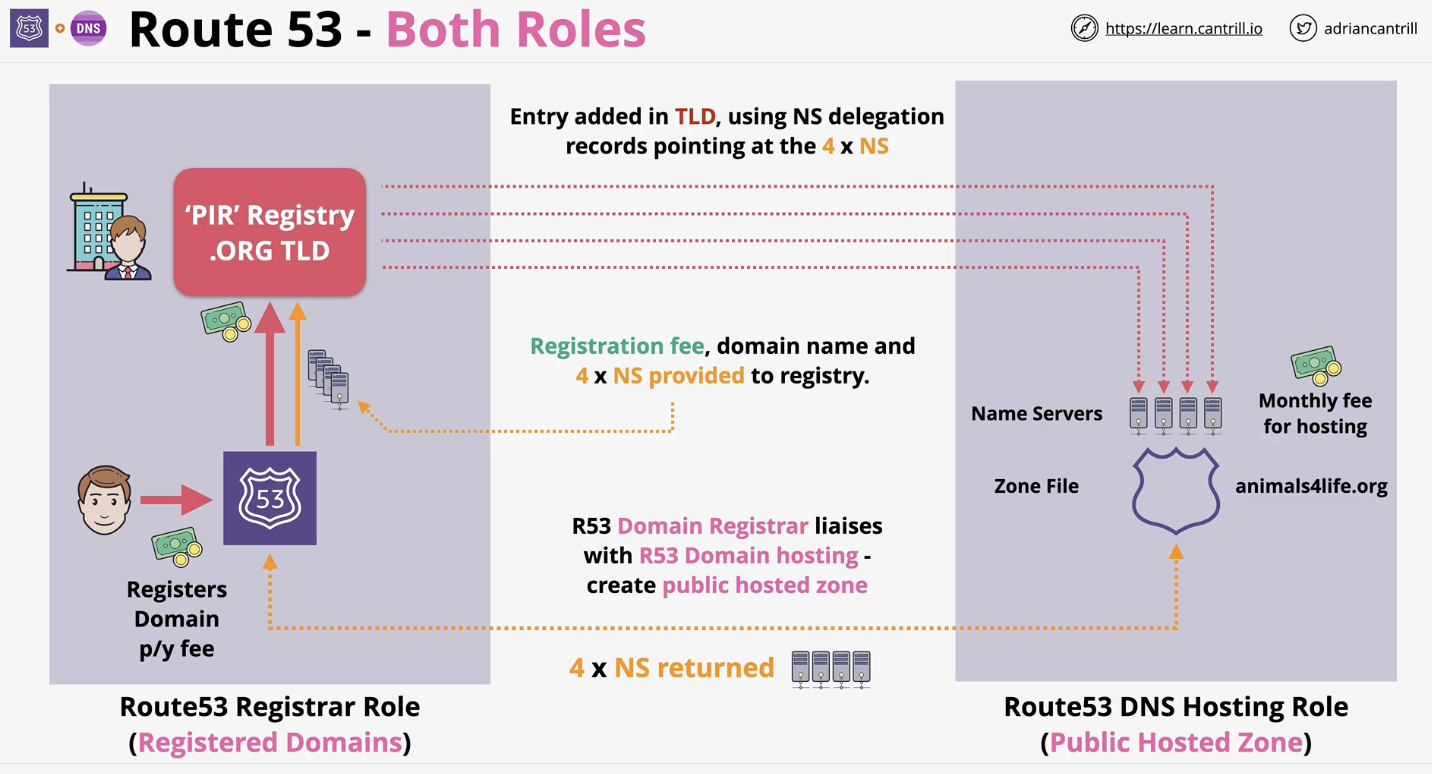 53
DNS
Route 53 - Both Roles
https://learn.cantrill.io
adriancantrill
Entry added in TLD, using NS delegation
records pointing at the 4 x NS
‘PIR’ Registry
.ORG TLD
Registration fee, domain name and
4 x NS provided to registry.
Name Servers
Monthly fee
for hosting
53
Zone File
animals4life.org
R53 Domain Registrar liaises
with R53 Domain hosting -
create public hosted zone
Registers
Domain
p/y fee
4 x NS returned
Route53 Registrar Role
(Registered Domains)
Route53 DNS Hosting Role
(Public Hosted Zone)